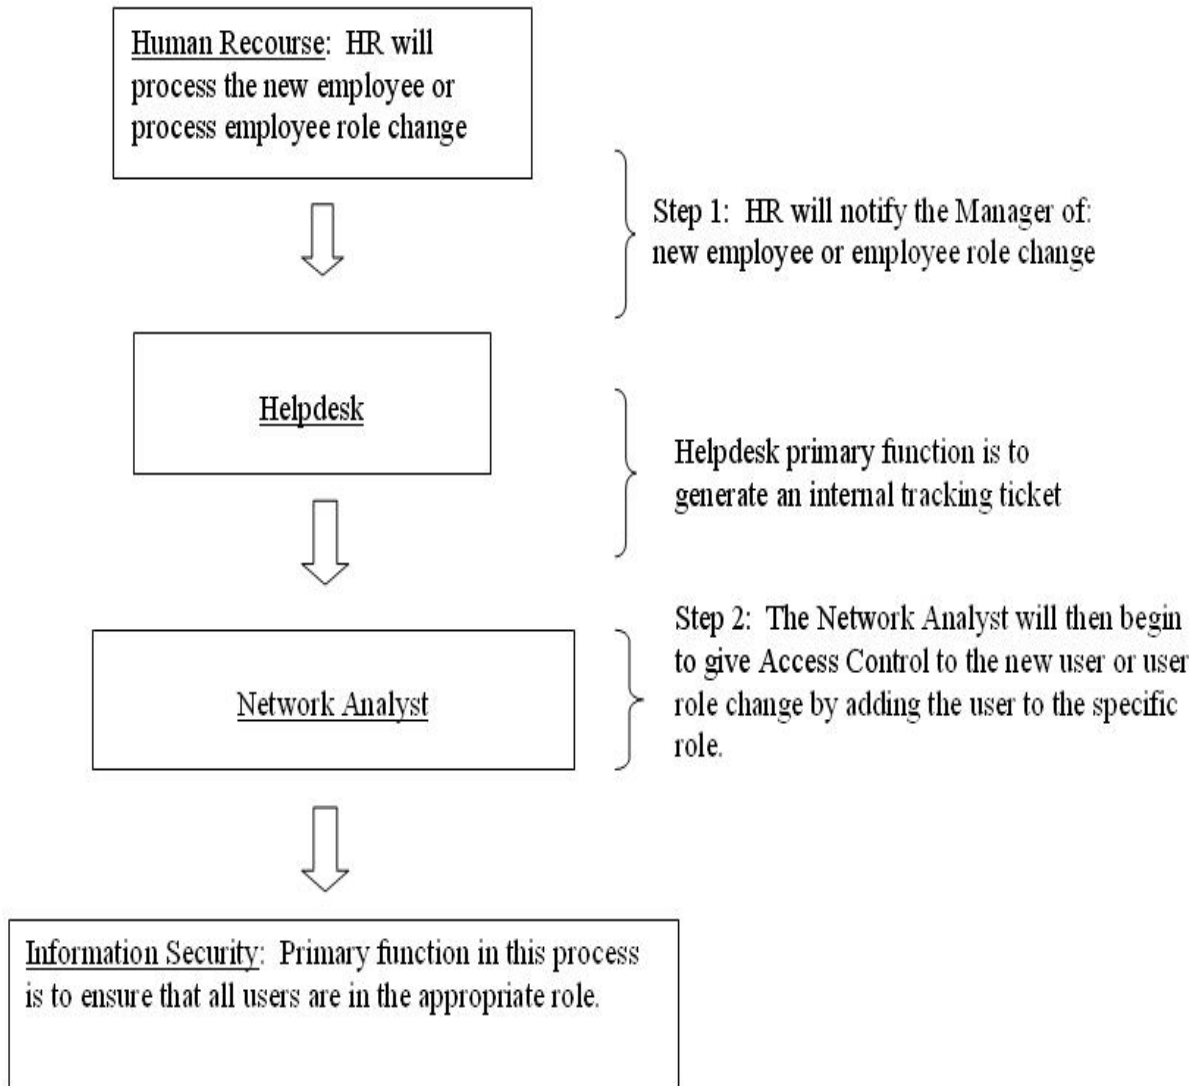 Human Recourse:  HR will
process the new employee or
process employee role change
Step 1:  HR will notify the Manager of:
new employee or employee role change
Helpdesk
Helpdesk primary function is to
generate an internal tracking ticket
Step 2:  The Network Analyst will then begin
to give Access Control to the new user or user
role change by adding the user to the specific
role.
Network Analyst
Information Security:  Primary function in this process
is to ensure that all users are in the appropriate role.